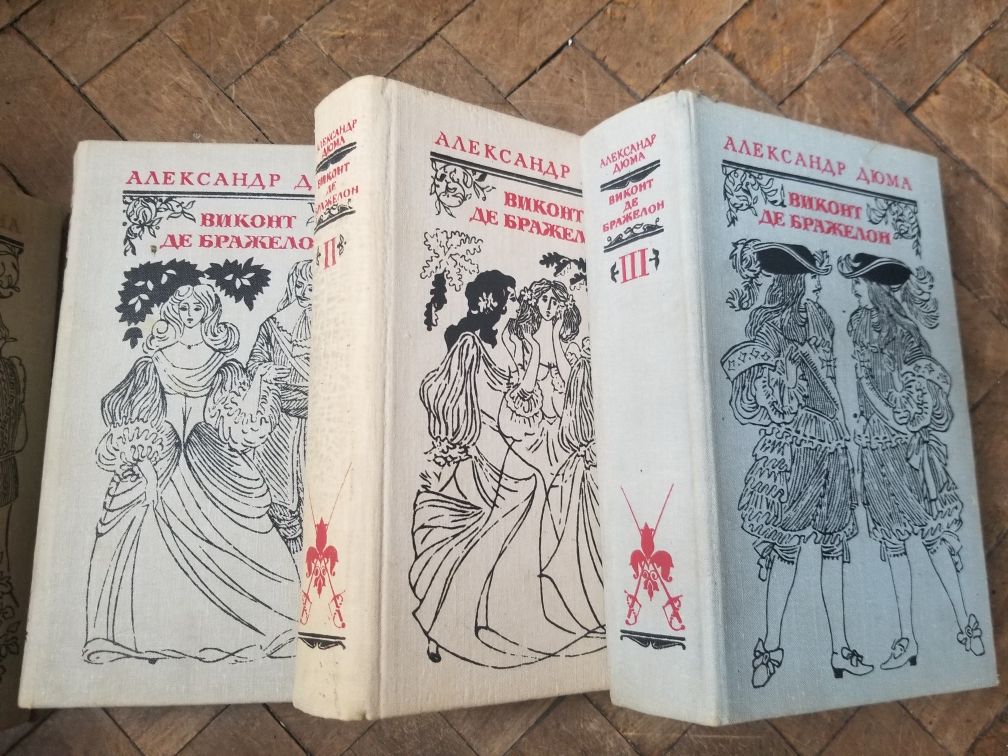 АЛЕКСАНДР Д
ВИКОНТ
ДЕ БРАЖЕЛОН
АЛЕКСАНДР
ДЮМА
ВИКОНТ
ДЕ
БРАЖЕЛОН
II
АЛЕКСАНДР
ВИКОНТ
ДЕ БРАЖЕЛ
АЛЕКСАНДР
ДЮМА
ВИКОНТ
ДЕ
БРАЖЕЛОН
III
АЛЕКСАНДР ДЮМА
ВИКОНТ
ДЕ БРАЖЕЛОН